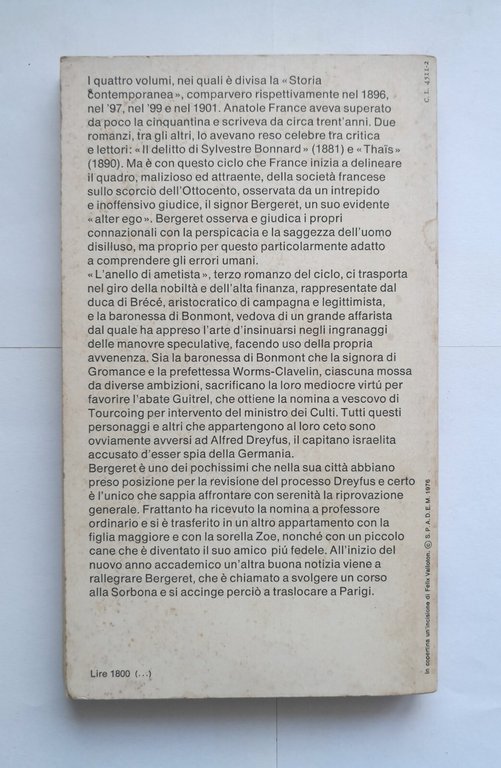 I quattro volumi, nei quali è divisa la «Storia
contemporanea», comparvero rispettivamente nel 1896,
nel '97, nel '99 e nel 1901. Anatole France aveva superato
da poco la cinquantina e scriveva da circa trent'anni. Due
romanzi, tra gli altri, lo avevano reso celebre tra critica
e lettori: «Il delitto di Sylvestre Bonnard» (1881) e «Thaïs»
(1890). Ma è con questo ciclo che France inizia a delineare
il quadro, malizioso ed attraente, della società francese
sullo scorcio dell'Ottocento, osservata da un intrepido
e inoffensivo giudice, il signor Bergeret, un suo evidente
«alter ego». Bergeret osserva e giudica i propri
connazionali con la perspicacia e la saggezza dell'uomo
disilluso, ma proprio per questo particolarmente adatto
a comprendere gli errori umani.
«L'anello di ametista», terzo romanzo del ciclo, ci trasporta
nel giro della nobiltà e dell'alta finanza, rappresentate dal
duca di Brécé, aristocratico di campagna e legittimista,
e la baronessa di Bonmont, vedova di un grande affarista
dal quale ha appreso l'arte d'insinuarsi negli ingranaggi
delle manovre speculative, facendo uso della propria
avvenenza. Sia la baronessa di Bonmont che la signora di
Gromance e la prefettessa Worms-Clavelin, ciascuna mossa
da diverse ambizioni, sacrificano la loro mediocre virtú per
favorire l'abate Guitrel, che ottiene la nomina a vescovo di
Tourcoing per intervento del ministro dei Culti. Tutti questi
personaggi e altri che appartengono al loro ceto sono
ovviamente avversi ad Alfred Dreyfus, il capitano israelita
accusato d'esser spia della Germania.
Bergeret è uno dei pochissimi che nella sua città abbiano
preso posizione per la revisione del processo Dreyfus e certo
è l'unico che sappia affrontare con serenità la riprovazione
generale. Frattanto ha ricevuto la nomina a professore
ordinario e si è trasferito in un altro appartamento con la
figlia maggiore e con la sorella Zoe, nonché con un piccolo
cane che è diventato il suo amico piú fedele. All'inizio del
nuovo anno accademico un'altra buona notizia viene a
rallegrare Bergeret, che è chiamato a svolgere un corso
alla Sorbona e si accinge perciò a traslocare a Parigi.
Lire 1800 (...)
C. L. 4511-2
In copertina un'incisione di Felix Valloton. © S. P. A. D. E. M. 1976